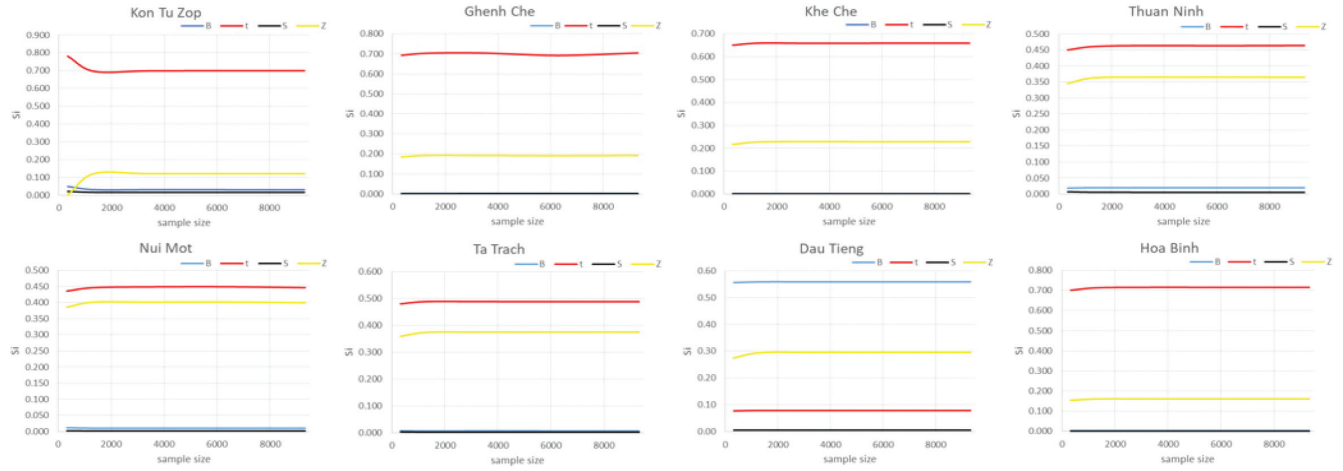 Kon Tu Zop
B t S Z
0.900
0.800
0.700
0.600
0.500
0.400
0.300
0.200
0.100
0.000
Si
0 2000 4000 6000 8000
sample size
Ghenh Che
B t S Z
0.800
0.700
0.600
0.500
0.400
0.300
0.200
0.100
0.000
Si
0 2000 4000 6000 8000
sample size
Khe Che
B t S Z
0.700
0.600
0.500
0.400
0.300
0.200
0.100
0.000
Si
0 2000 4000 6000 8000
sample size
Thuan Ninh
B t S Z
0.500
0.450
0.400
0.350
0.300
0.250
0.200
0.150
0.100
0.050
0.000
Si
0 2000 4000 6000 8000
sample size
Nui Mot
B t S Z
0.500
0.450
0.400
0.350
0.300
0.250
0.200
0.150
0.100
0.050
0.000
Si
0 2000 4000 6000 8000
sample size
Ta Trach
B t S Z
0.600
0.500
0.400
0.300
0.200
0.100
0.000
Si
0 2000 4000 6000 8000
sample size
Dau Tieng
B t S Z
0.60
0.50
0.40
0.30
0.20
0.10
0.00
Si
0 2000 4000 6000 8000
sample size
Hoa Binh
B t S Z
0.800
0.700
0.600
0.500
0.400
0.300
0.200
0.100
0.000
Si
0 2000 4000 6000 8000
sample size